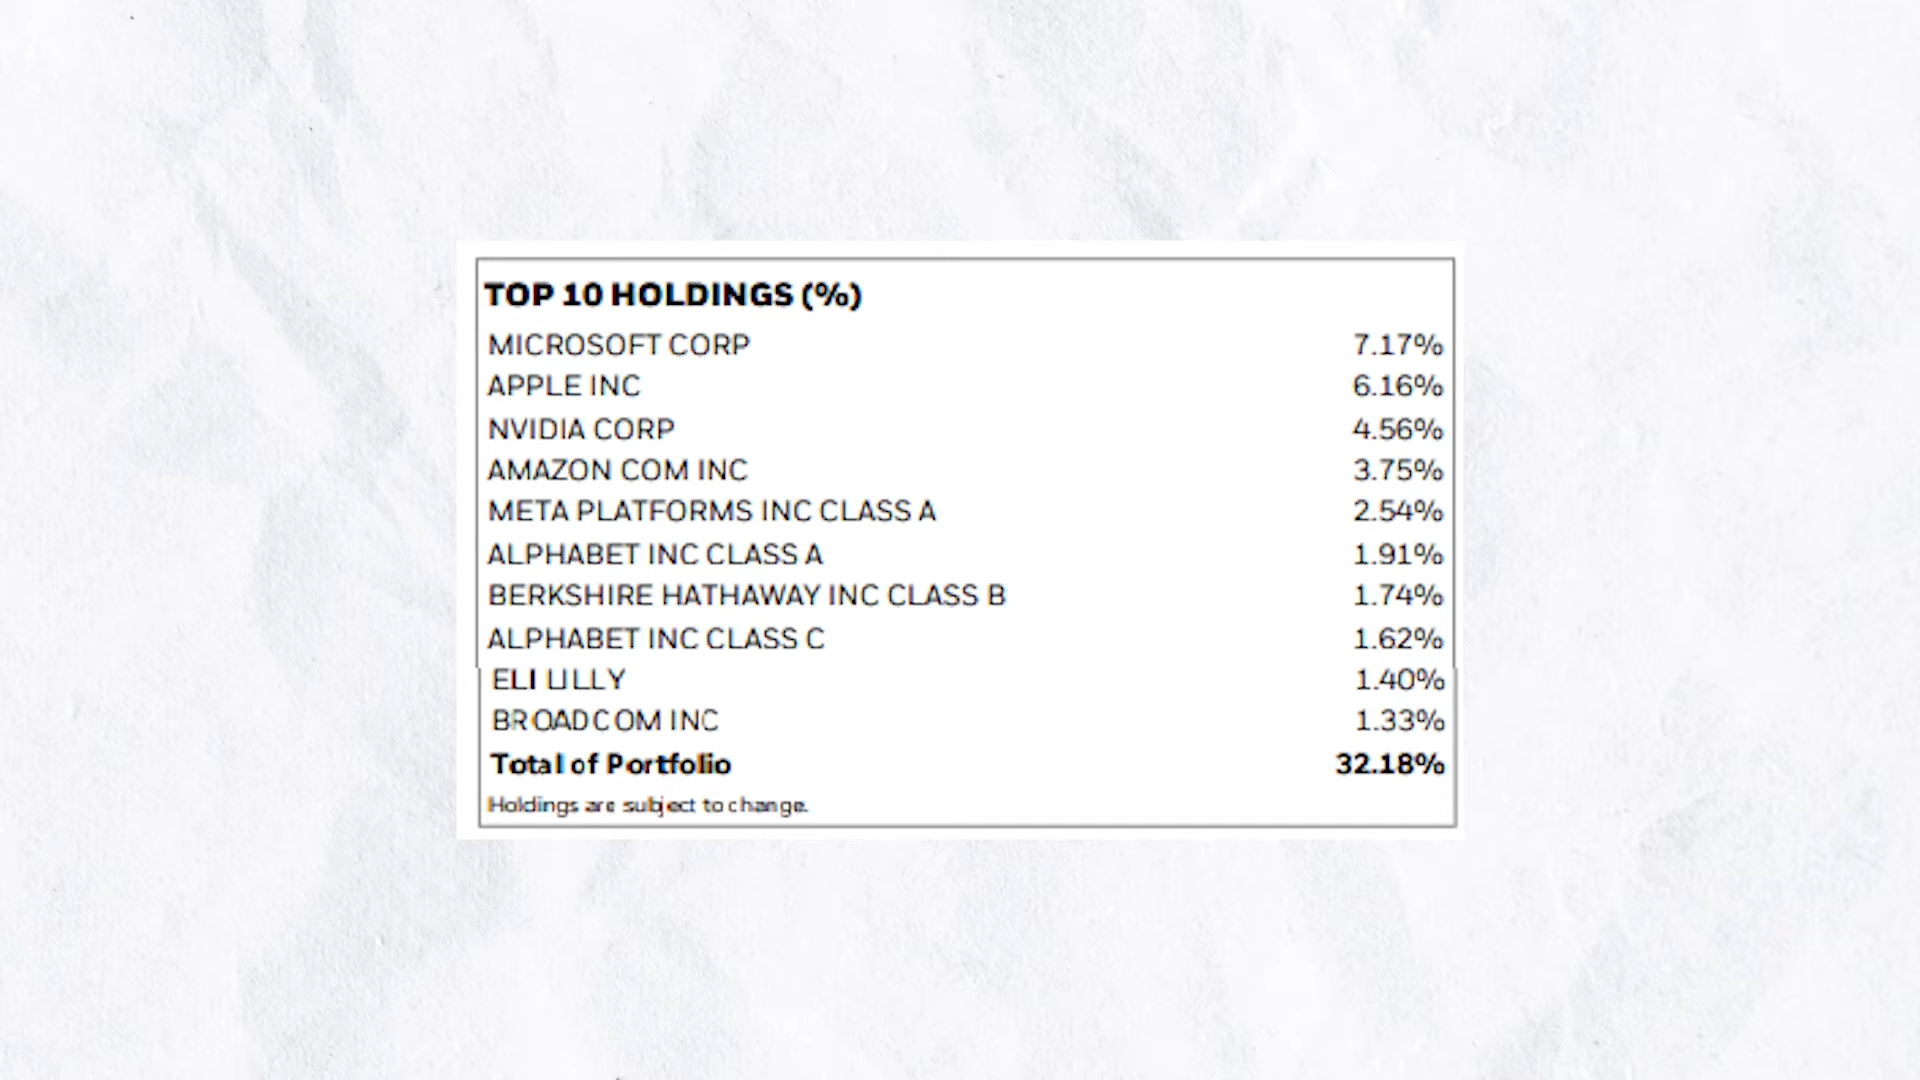 TOP 10 HOLDINGS (%)
MICROSOFT CORP 7.17%
APPLE INC 6.16%
NVIDIA CORP 4.56%
AMAZON COM INC 3.75%
META PLATFORMS INC CLASS A 2.54%
ALPHABET INC CLASS A 1.91%
BERKSHIRE HATHAWAY INC CLASS B 1.74%
ALPHABET INC CLASS C 1.62%
ELI LILLY 1.40%
BROADCOM INC 1.33%
Total of Portfolio 32.18%
Holdings are subject to change.